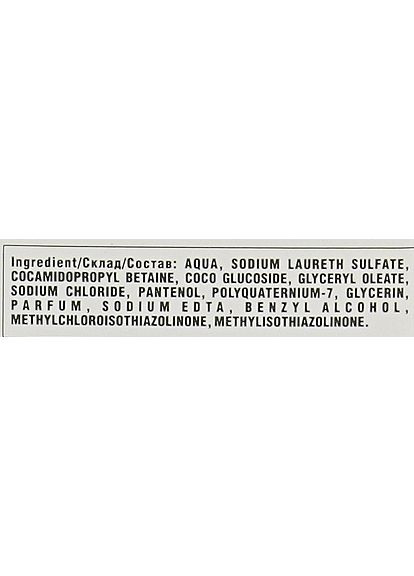 Ingredient/Склад/Состав: AQUA, SODIUM LAURETH SULFATE,
COCAMIDOPROPYL BETAINE, COCO GLUCOSIDE, GLYCERYL OLEATE,
SODIUM CHLORIDE, PANTENOL, POLYQUATERNIUM-7, GLYCERIN,
PARFUM, SODIUM EDTA, BENZYL ALCOHOL,
METHYLCHLOROISOTHIAZOLINONE, METHYLISOTHIAZOLINONE.